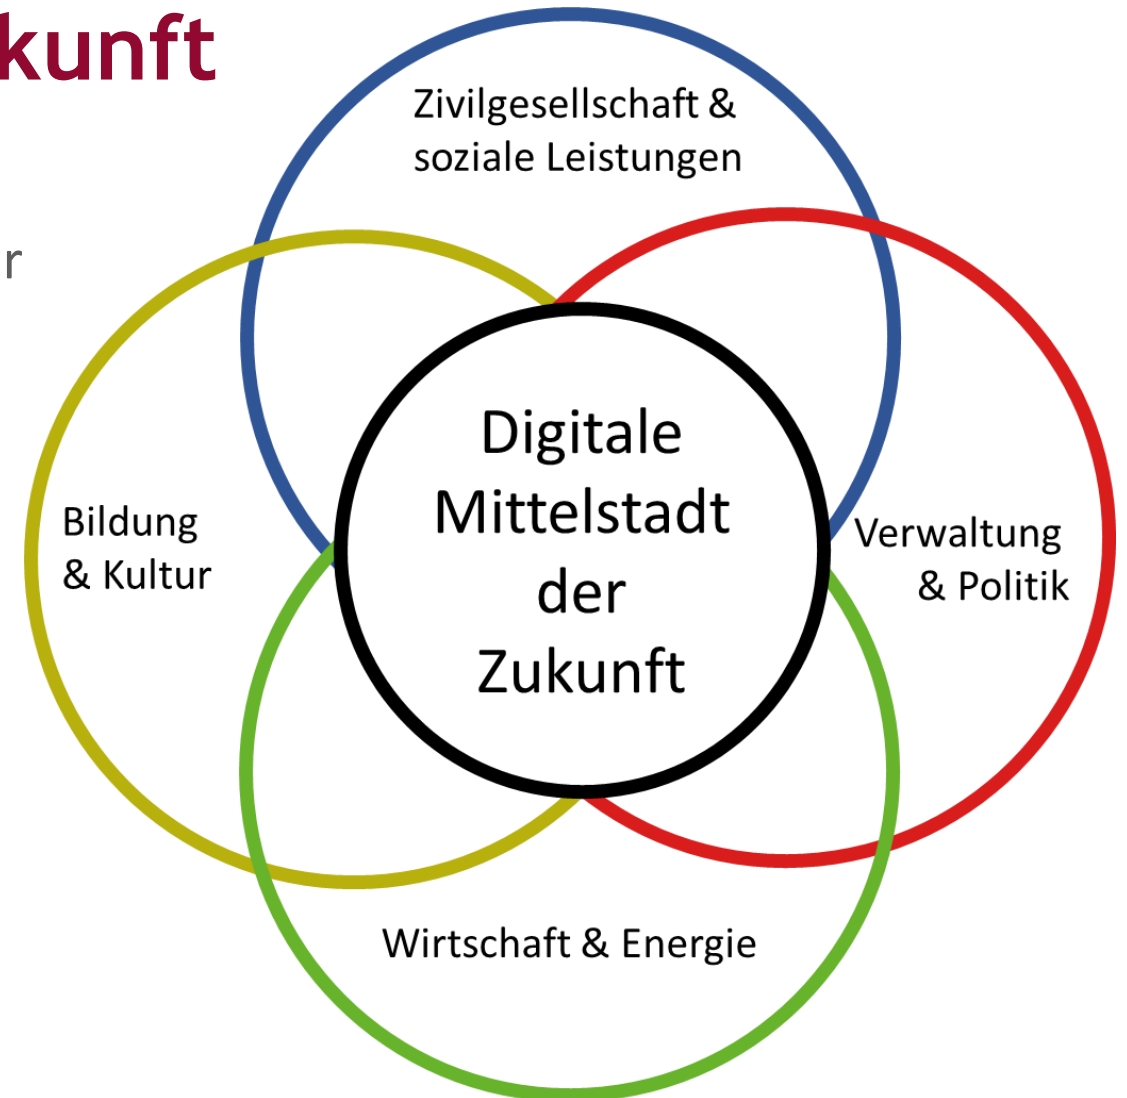 kunft
Zivilgesellschaft &
soziale Leistungen
r
Digitale
Mittelstadt
der
Zukunft
Bildung
& Kultur
Verwaltung
& Politik
Wirtschaft & Energie